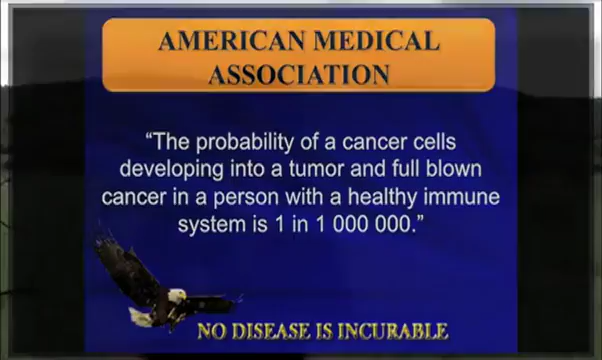 AMERICAN MEDICAL
ASSOCIATION
“The probability of a cancer cells
developing into a tumor and full blown
cancer in a person with a healthy immune
system is 1 in 1 000 000.”
NO DISEASE IS INCURABLE